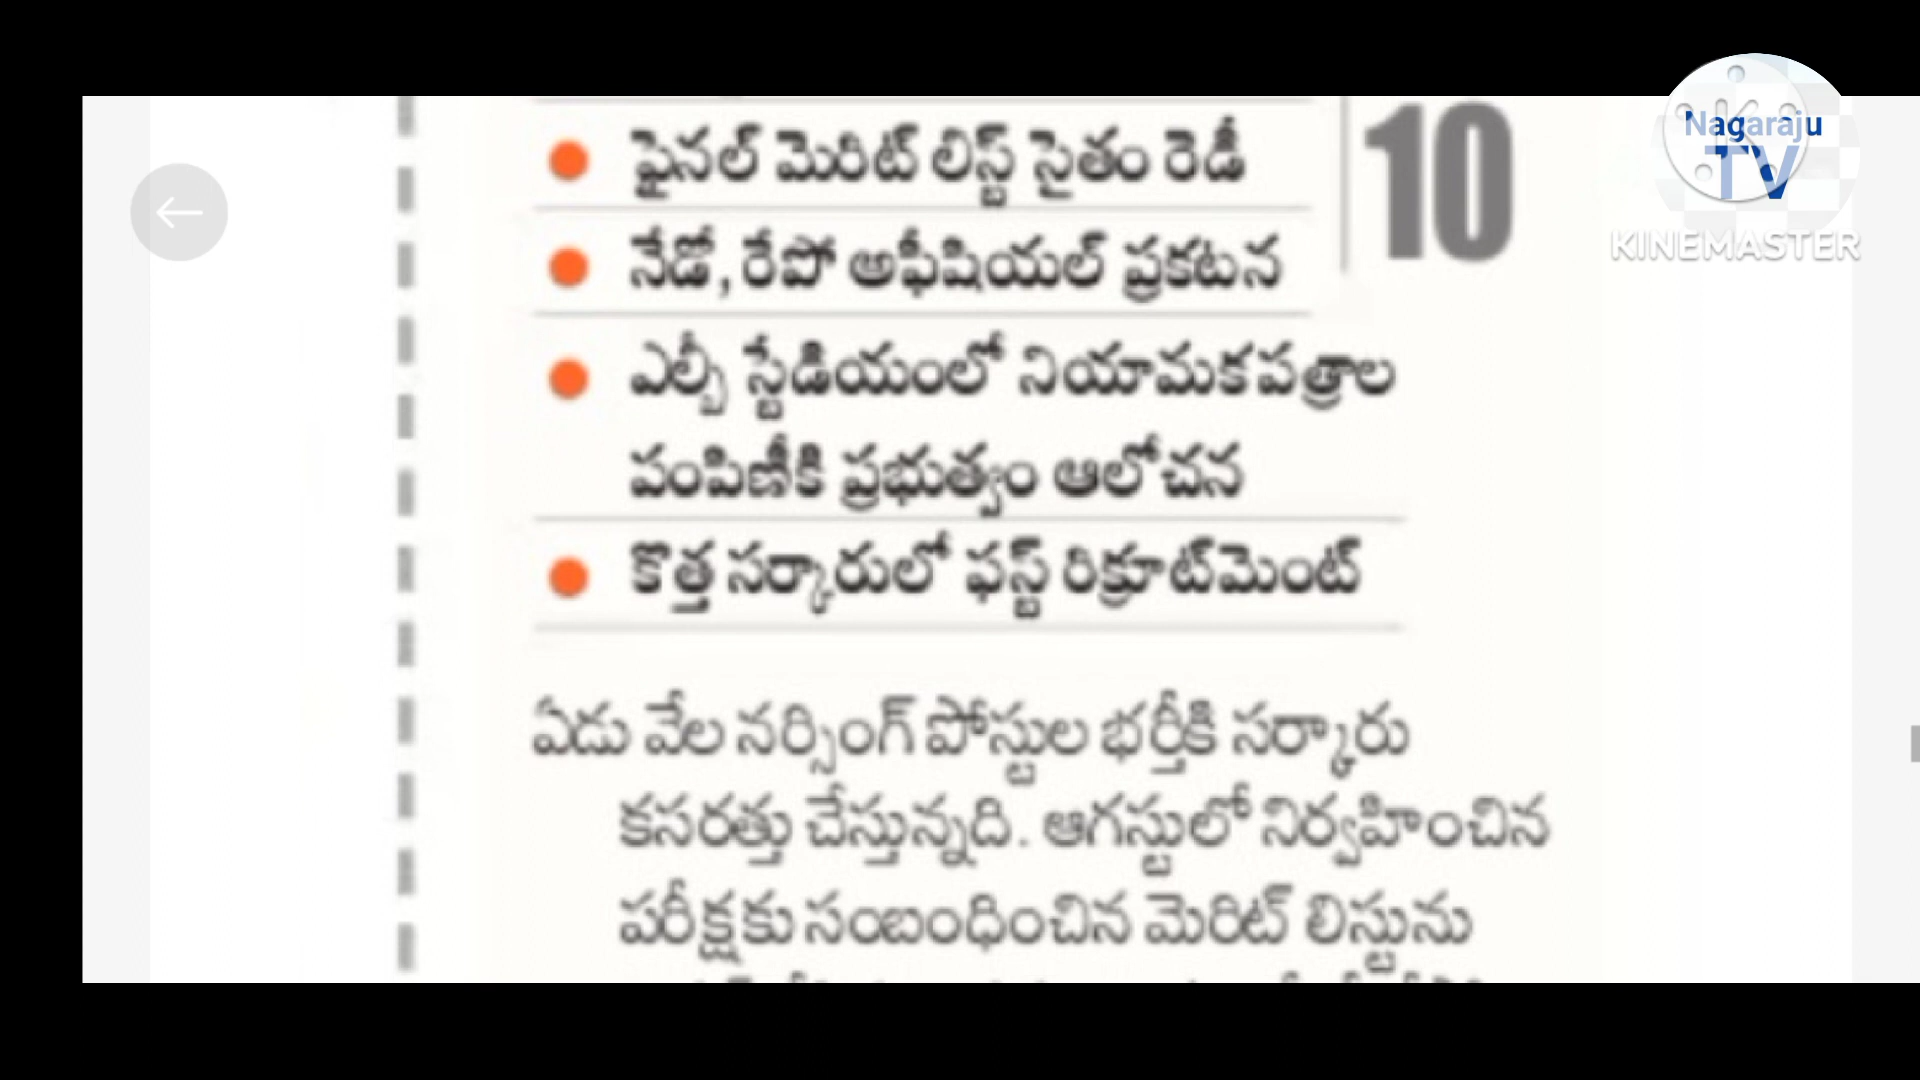 ఫైనల్ మెరిట్ లిస్ట్ సైతం రెడీ
10
Nagaraju
TV
KINEMASTER
నేడో, రేపో అఫీషియల్ ప్రకటన
ఎల్బీ స్టేడియంలో నియామకపత్రాల
పంపిణీకి ప్రభుత్వం ఆలోచన
కొత్త సర్కారులో ఫస్ట్ రిక్రూట్‌మెంట్
ఏడు వేల నర్సింగ్ పోస్టుల భర్తీకి సర్కారు
కసరత్తు చేస్తున్నది. ఆగస్టులో నిర్వహించిన
పరీక్షకు సంబంధించిన మెరిట్ లిస్టును